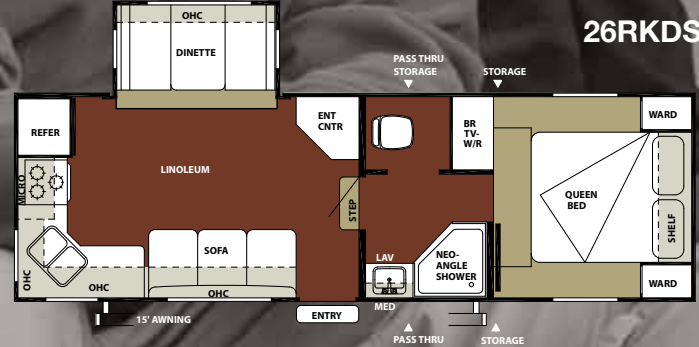 26RKDS
OHC
DINETTE
PASS THRU
STORAGE
STORAGE
REFER
ENT
CNTR
BR
TV-
W/R
WARD
MICRO
LINOLEUM
STEP
QUEEN
BED
SHELF
SOFA
LAV
NEO-
ANGLE
SHOWER
OHC
OHC
OHC
WARD
MED
ENTRY
15' AWNING
PASS THRU
STORAGE